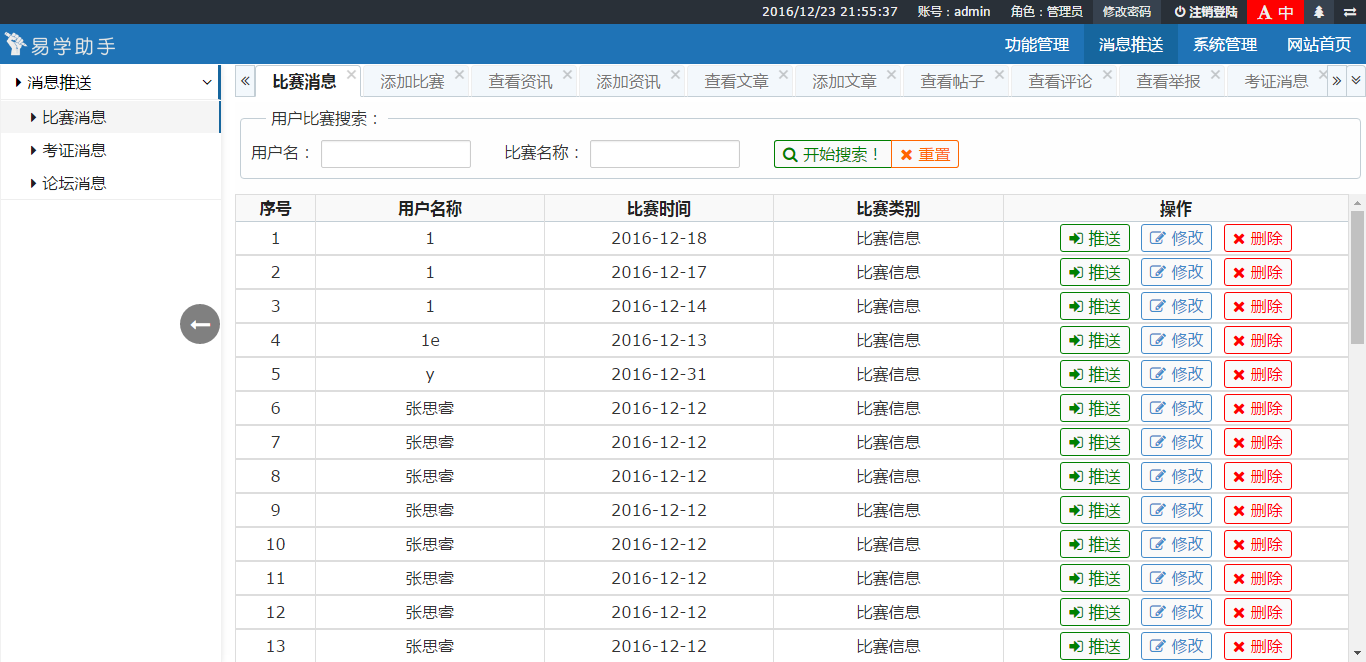 2016/12/23 21:55:37 账号：admin 角色：管理员 修改密码 注销登陆 A 中
易学助手 功能管理 消息推送 系统管理 网站首页
消息推送
比赛消息
考证消息
论坛消息
« 比赛消息 添加比赛 查看资讯 添加资讯 查看文章 添加文章 查看帖子 查看评论 查看举报 考证消息 »
用户比赛搜索：
用户名： 比赛名称： 开始搜索！ 重置
序号 用户名称 比赛时间 比赛类别 操作
1 1 2016-12-18 比赛信息 推送 修改 删除
2 1 2016-12-17 比赛信息 推送 修改 删除
3 1 2016-12-14 比赛信息 推送 修改 删除
4 1e 2016-12-13 比赛信息 推送 修改 删除
5 y 2016-12-31 比赛信息 推送 修改 删除
6 张思睿 2016-12-12 比赛信息 推送 修改 删除
7 张思睿 2016-12-12 比赛信息 推送 修改 删除
8 张思睿 2016-12-12 比赛信息 推送 修改 删除
9 张思睿 2016-12-12 比赛信息 推送 修改 删除
10 张思睿 2016-12-12 比赛信息 推送 修改 删除
11 张思睿 2016-12-12 比赛信息 推送 修改 删除
12 张思睿 2016-12-12 比赛信息 推送 修改 删除
13 张思睿 2016-12-12 比赛信息 推送 修改 删除